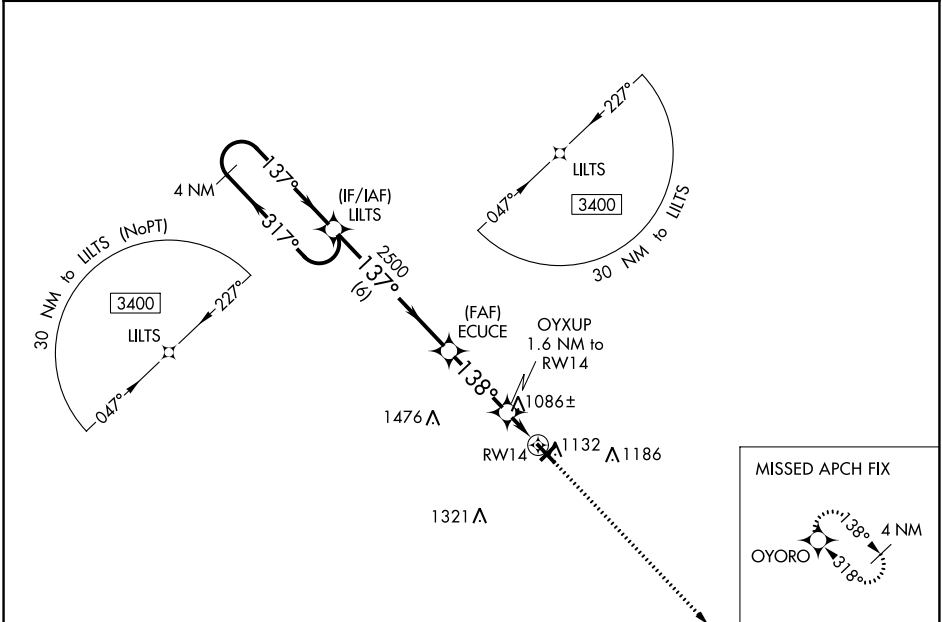 227°
LILTS
047°
3400
30 NM to LILTS
4 NM
137°
317°
(IF/IAF)
LILTS
2500
137°
(6)
30 NM to LILTS (NoPT)
3400
LILTS
227°
047°
(FAF)
ECUCE
OYXUP
1.6 NM to
RW14
138°
1086±
1476
RW14
1132
1186
1321
MISSED APCH FIX
138°
4 NM
OYORO
318°